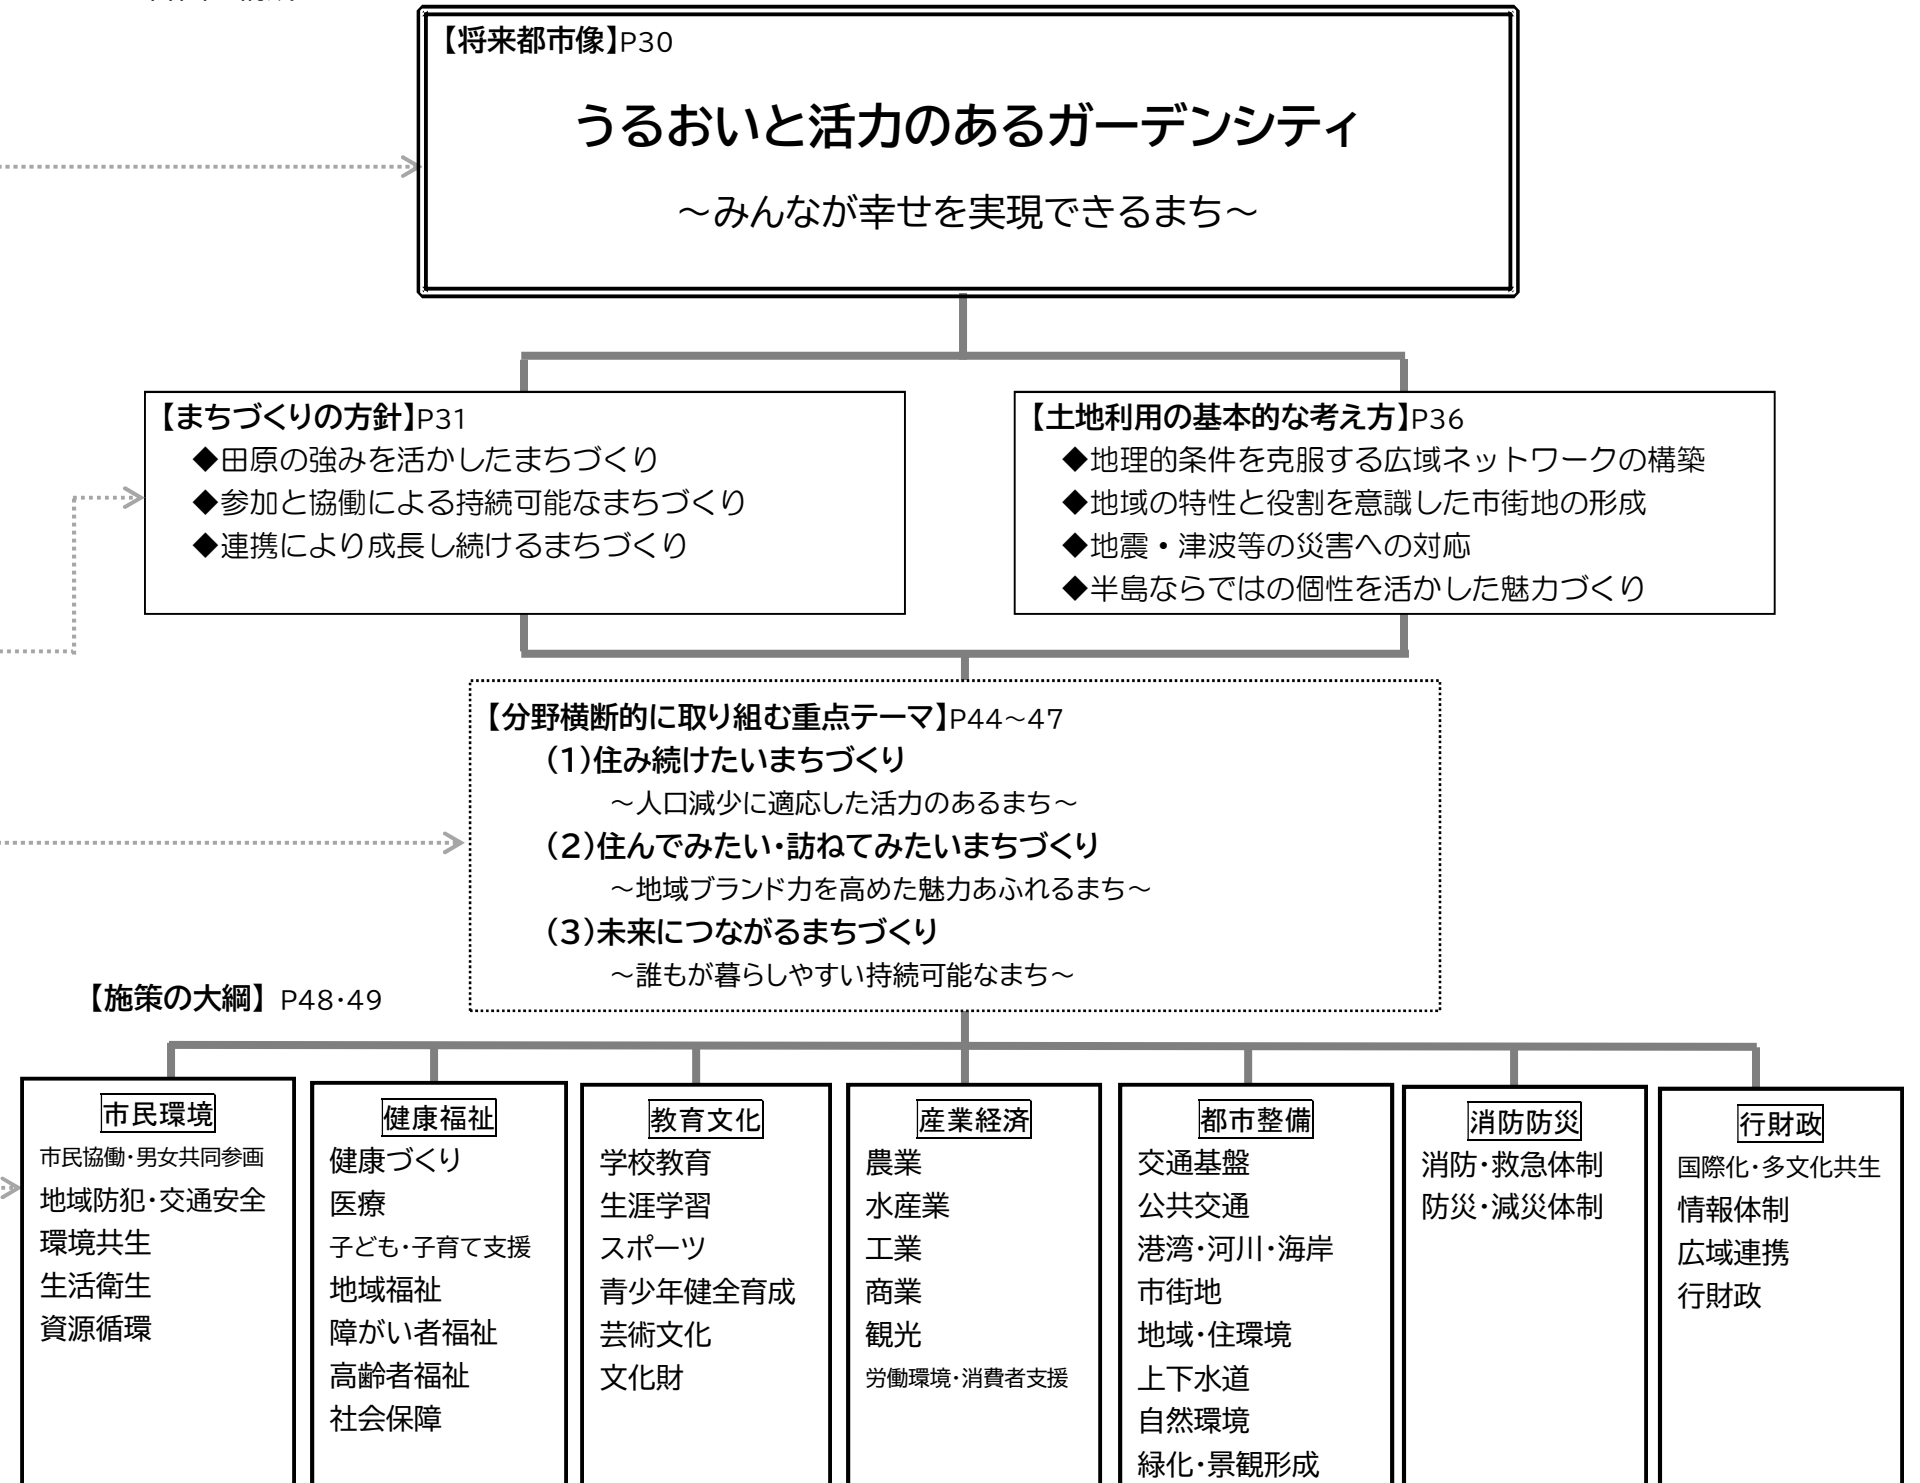 【将来都市像】P30
うるおいと活力のあるガーデンシティ
～みんなが幸せを実現できるまち～
【まちづくりの方針】P31
◆田原の強みを活かしたまちづくり
◆参加と協働による持続可能なまちづくり
◆連携により成長し続けるまちづくり
【土地利用の基本的な考え方】P36
◆地理的条件を克服する広域ネットワークの構築
◆地域の特性と役割を意識した市街地の形成
◆地震・津波等の災害への対応
◆半島ならではの個性を活かした魅力づくり
【分野横断的に取り組む重点テーマ】P44～47
(1)住み続けたいまちづくり
～人口減少に適応した活力のあるまち～
(2)住んでみたい・訪ねてみたいまちづくり
～地域ブランド力を高めた魅力あふれるまち～
(3)未来につながるまちづくり
～誰もが暮らしやすい持続可能なまち～
【施策の大綱】 P48・49
市民環境
市民協働・男女共同参画
地域防犯・交通安全
環境共生
生活衛生
資源循環
健康福祉
健康づくり
医療
子ども・子育て支援
地域福祉
障がい者福祉
高齢者福祉
社会保障
教育文化
学校教育
生涯学習
スポーツ
青少年健全育成
芸術文化
文化財
産業経済
農業
水産業
工業
商業
観光
労働環境・消費者支援
都市整備
交通基盤
公共交通
港湾・河川・海岸
市街地
地域・住環境
上下水道
自然環境
緑化・景観形成
消防防災
消防・救急体制
防災・減災体制
行財政
国際化・多文化共生
情報体制
広域連携
行財政